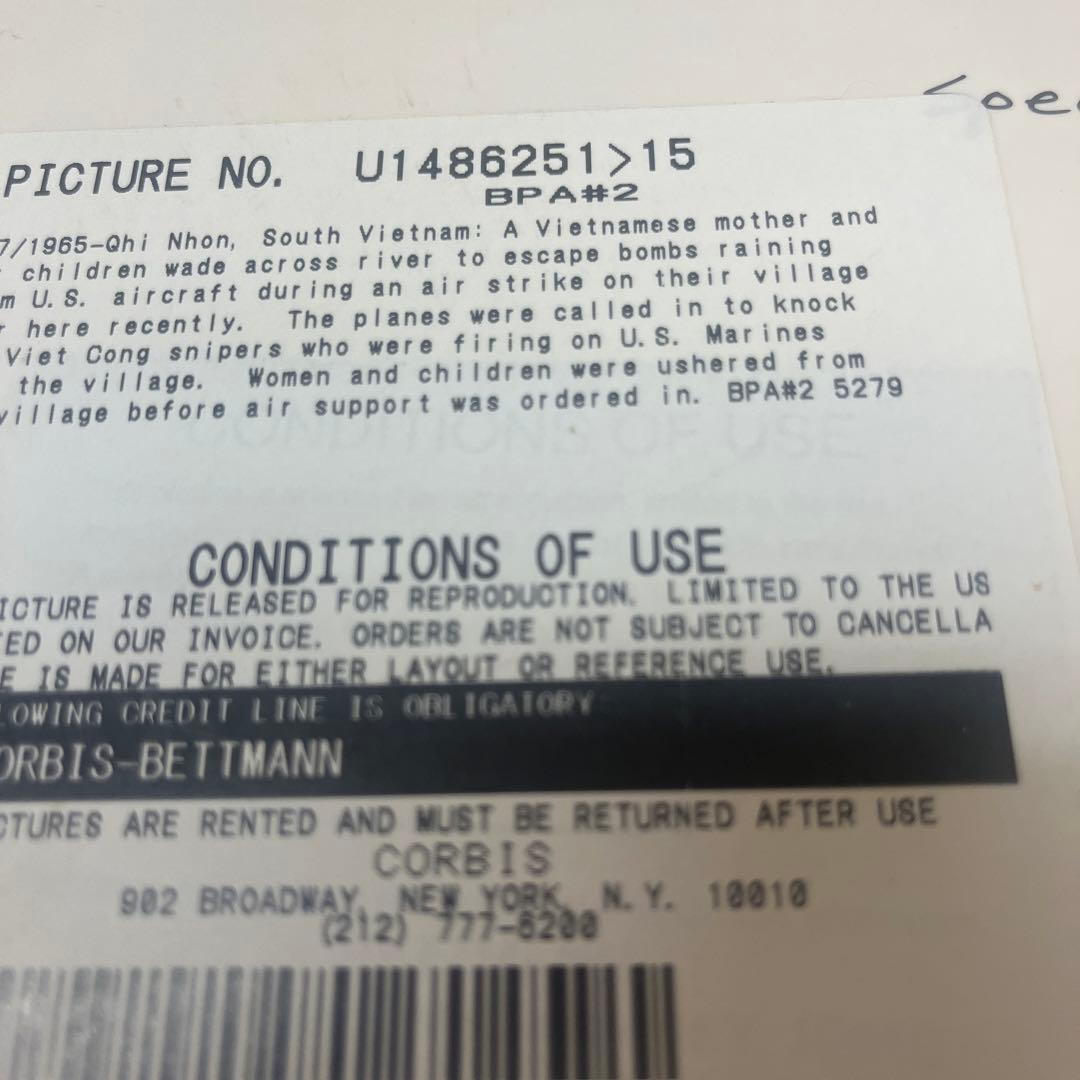 Soe
PICTURE NO. U1486251>15
BPA#2
7/1965-Qhi Nhon, South Vietnam: A Vietnamese mother and
children wade across river to escape bombs raining
m U.S. aircraft during an air strike on their village
r here recently. The planes were called in to knock
Viet Cong snipers who were firing on U.S. Marines
the village. Women and children were ushered from
village before air support was ordered in. BPA#2 5279
CONDITIONS OF USE
CONDITIONS OF USE
ICTURE IS RELEASED FOR REPRODUCTION. LIMITED TO THE US
TED ON OUR INVOICE. ORDERS ARE NOT SUBJECT TO CANCELLA
E IS MADE FOR EITHER LAYOUT OR REFERENCE USE.
LOWING CREDIT LINE IS OBLIGATORY
ORBIS-BETTMANN
CTURES ARE RENTED AND MUST BE RETURNED AFTER USE
CORBIS
902 BROADWAY, NEW YORK, N.Y. 10010
(212) 777-6200